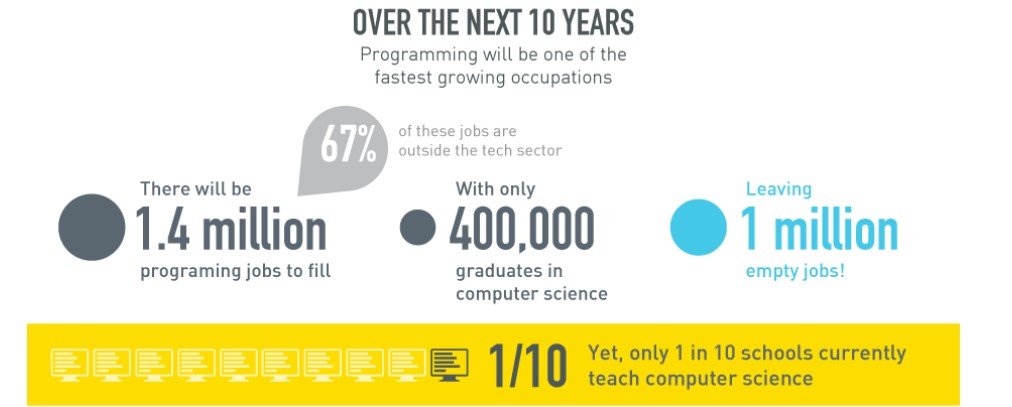 OVER THE NEXT 10 YEARS
Programming will be one of the
fastest growing occupations
67%
of these jobs are
outside the tech sector
There will be
1.4 million
programing jobs to fill
With only
400,000
graduates in
computer science
Leaving
1 million
empty jobs!
1/10
Yet, only 1 in 10 schools currently
teach computer science